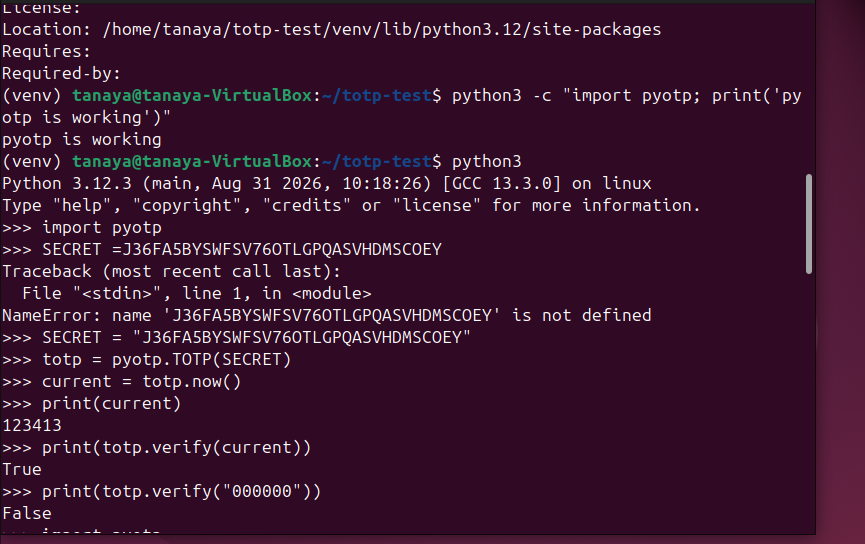 License:
Location: /home/tanaya/totp-test/venv/lib/python3.12/site-packages
Requires:
Required-by:
(venv) tanaya@tanaya-VirtualBox:~/totp-test$ python3 -c "import pyotp; print('py
otp is working')"
pyotp is working
(venv) tanaya@tanaya-VirtualBox:~/totp-test$ python3
Python 3.12.3 (main, Aug 31 2026, 10:18:26) [GCC 13.3.0] on linux
Type "help", "copyright", "credits" or "license" for more information.
>>> import pyotp
>>> SECRET =J36FA5BYSWFSV76OTLGPQASVHDMSCOEY
Traceback (most recent call last):
  File "<stdin>", line 1, in <module>
NameError: name 'J36FA5BYSWFSV76OTLGPQASVHDMSCOEY' is not defined
>>> SECRET = "J36FA5BYSWFSV76OTLGPQASVHDMSCOEY"
>>> totp = pyotp.TOTP(SECRET)
>>> current = totp.now()
>>> print(current)
123413
>>> print(totp.verify(current))
True
>>> print(totp.verify("000000"))
False